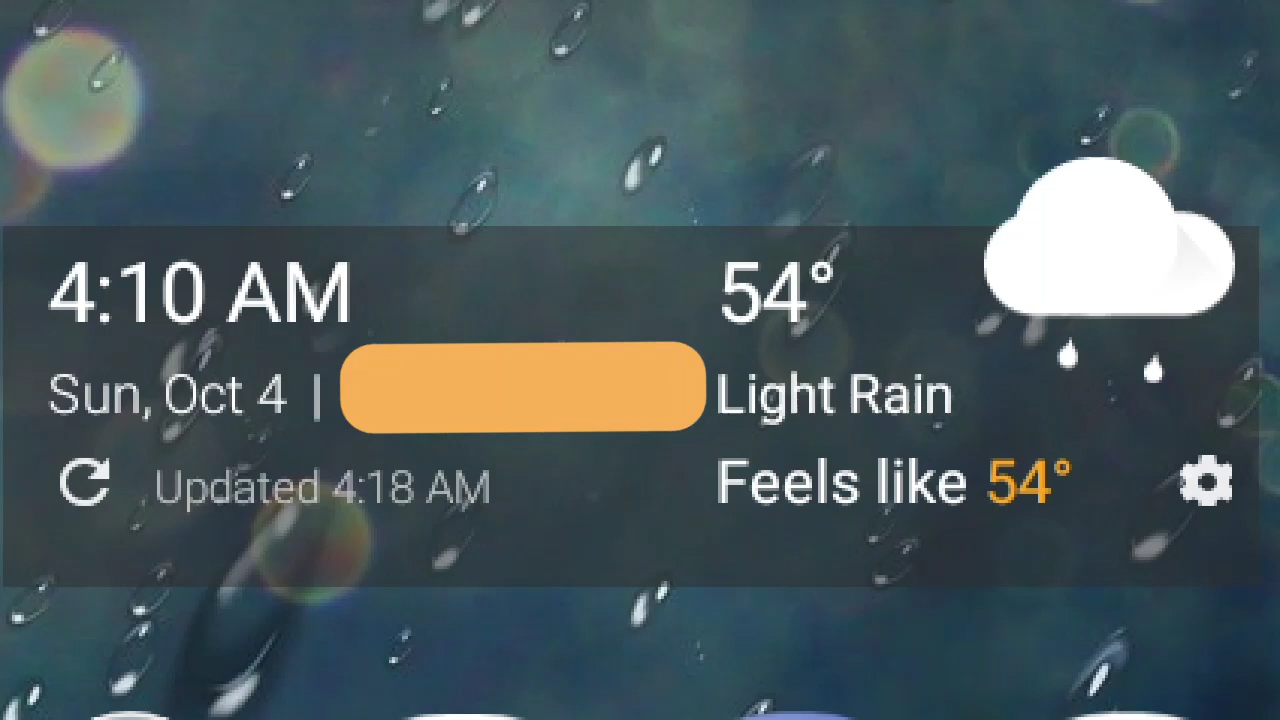 4:10 AM
Sun, Oct 4 |
Updated 4:18 AM
54°
Light Rain
Feels like 54°